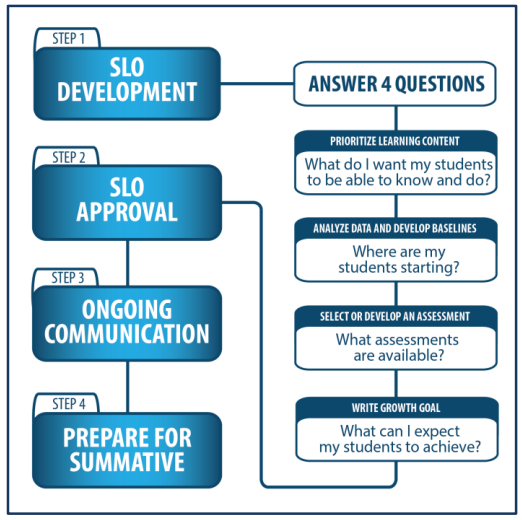 STEP 1
SLO
DEVELOPMENT
ANSWER 4 QUESTIONS
PRIORITIZE LEARNING CONTENT
What do I want my students
to be able to know and do?
ANALYZE DATA AND DEVELOP BASELINES
Where are my
students starting?
SELECT OR DEVELOP AN ASSESSMENT
What assessments
are available?
WRITE GROWTH GOAL
What can I expect
my students to achieve?
STEP 2
SLO
APPROVAL
STEP 3
ONGOING
COMMUNICATION
STEP 4
PREPARE FOR
SUMMATIVE